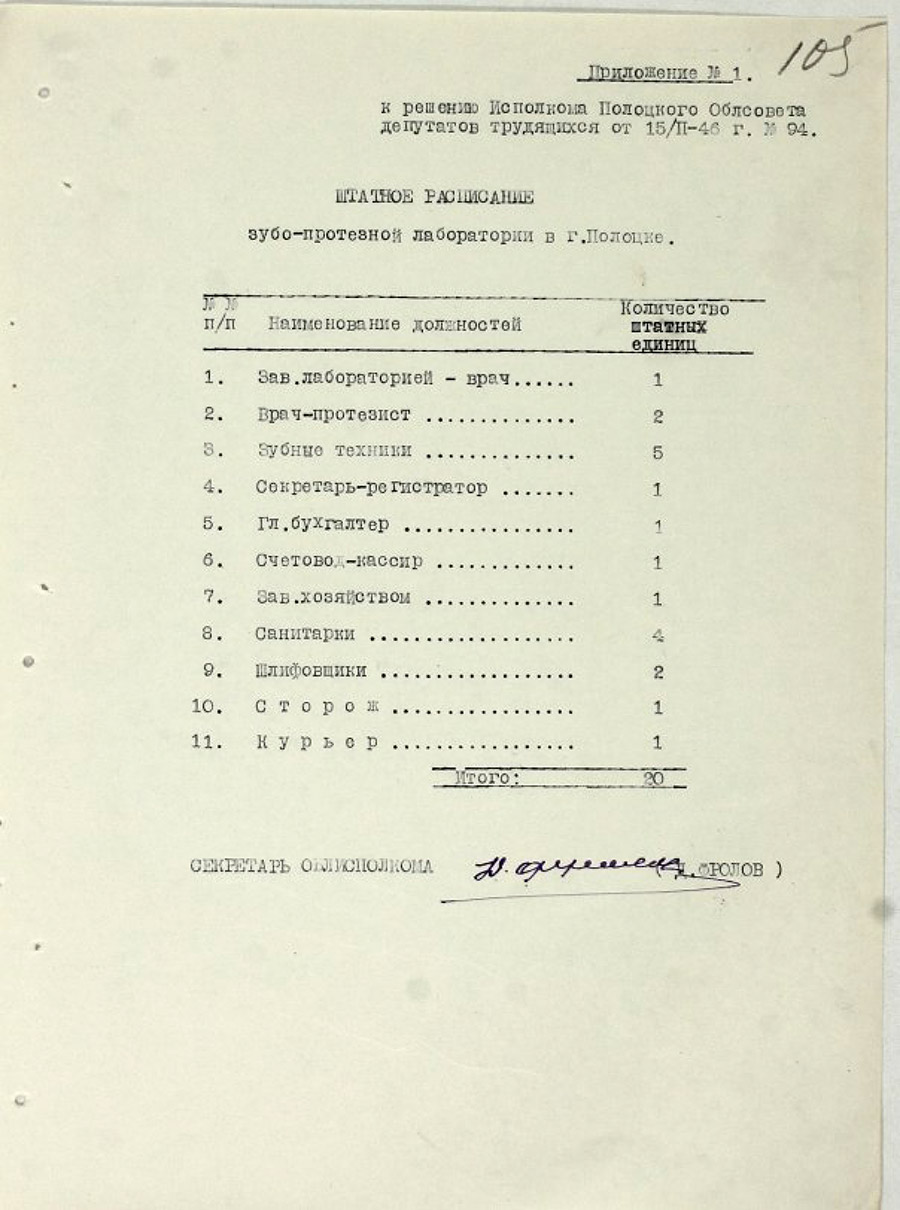 105
Приложение № 1.
к решению Исполкома Полоцкого Облсовета
депутатов трудящихся от 15/П-46 г. № 94.
ШТАТНОЕ РАСПИСАНИЕ
зубо-протезной лаборатории в г.Полоцке.
№ №
п/п Наименование должностей
Количество
штатных
единиц
1. Зав.лабораторией - врач...... 1
2. Врач-протезист .............. 2
3. Зубные техники .............. 5
4. Секретарь-регистратор ....... 1
5. Гл.бухгалтер ................ 1
6. Счетовод-кассир ............. 1
7. Зав.хозяйством .............. 1
8. Санитарки ................... 4
9. Шлифовщики .................. 2
10. С т о р о ж ................. 1
11. К у р ь е р ................. 1
Итого: 20
СЕКРЕТАРЬ ОБЛИСПОЛКОМА ( Д.ФРОЛОВ )